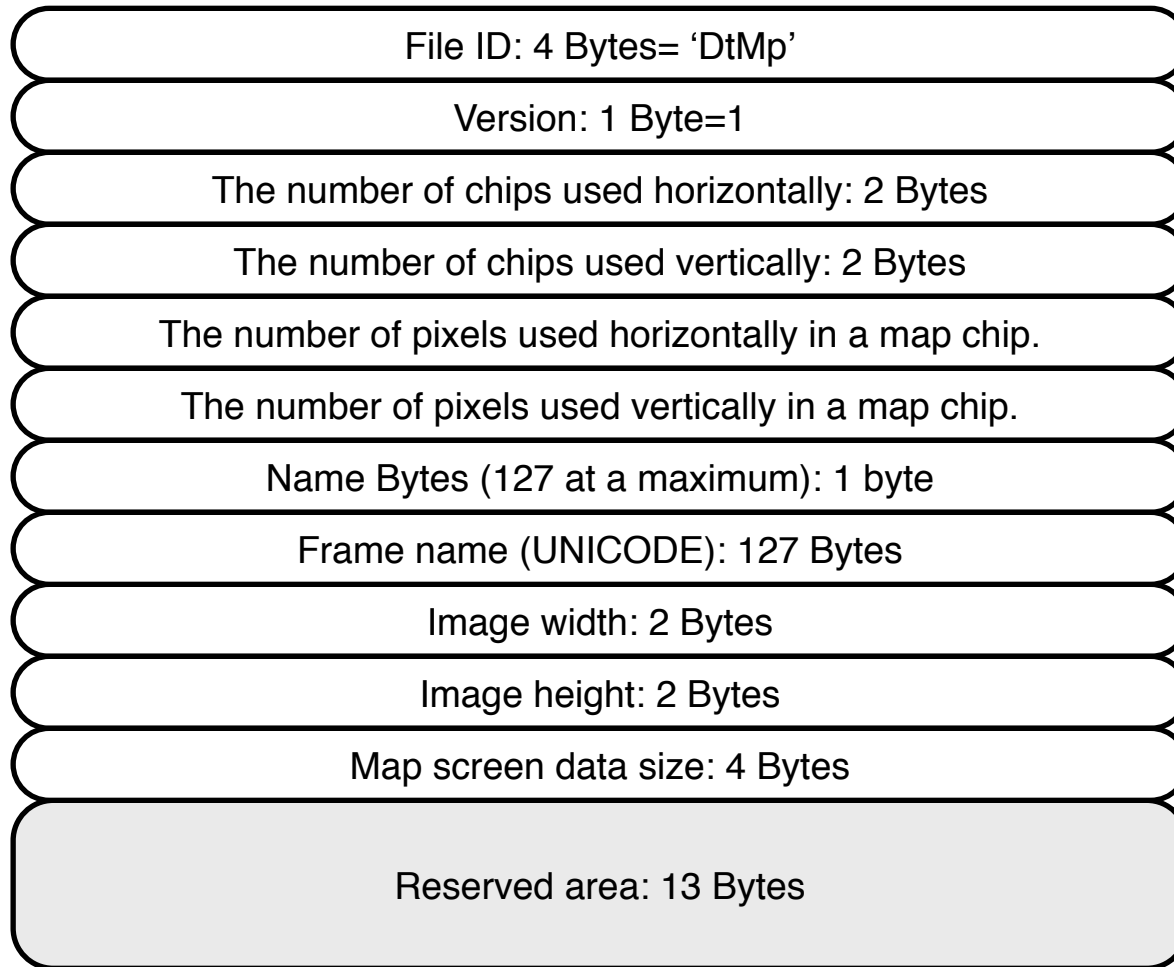 File ID: 4 Bytes= ‘DtMp’
Version: 1 Byte=1
The number of chips used horizontally: 2 Bytes
The number of chips used vertically: 2 Bytes
The number of pixels used horizontally in a map chip.
The number of pixels used vertically in a map chip.
Name Bytes (127 at a maximum): 1 byte
Frame name (UNICODE): 127 Bytes
Image width: 2 Bytes
Image height: 2 Bytes
Map screen data size: 4 Bytes
Reserved area: 13 Bytes